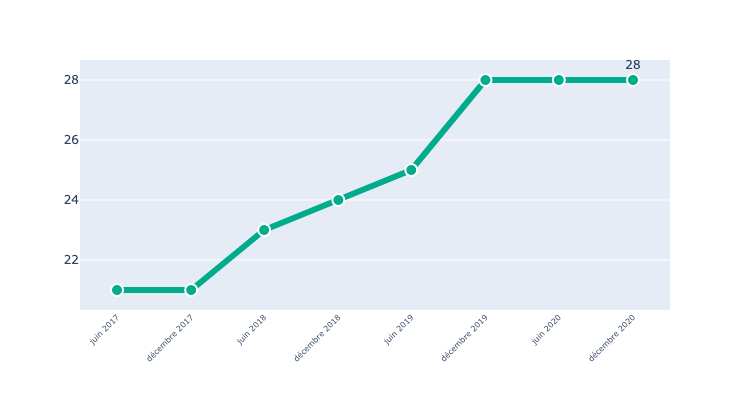 28
28
26
24
22
juin 2017
décembre 2017
juin 2018
décembre 2018
juin 2019
décembre 2019
juin 2020
décembre 2020